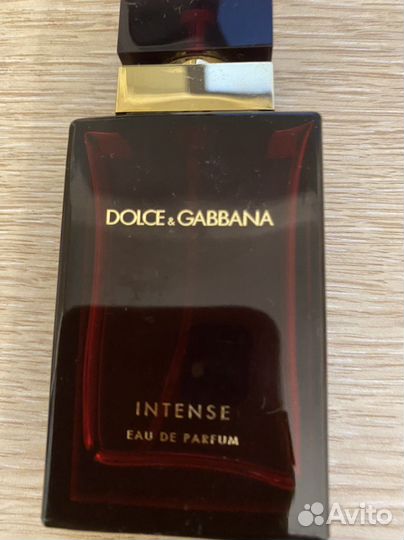 DOLCE & GABBANA
INTENSE
EAU DE PARFUM
Avito